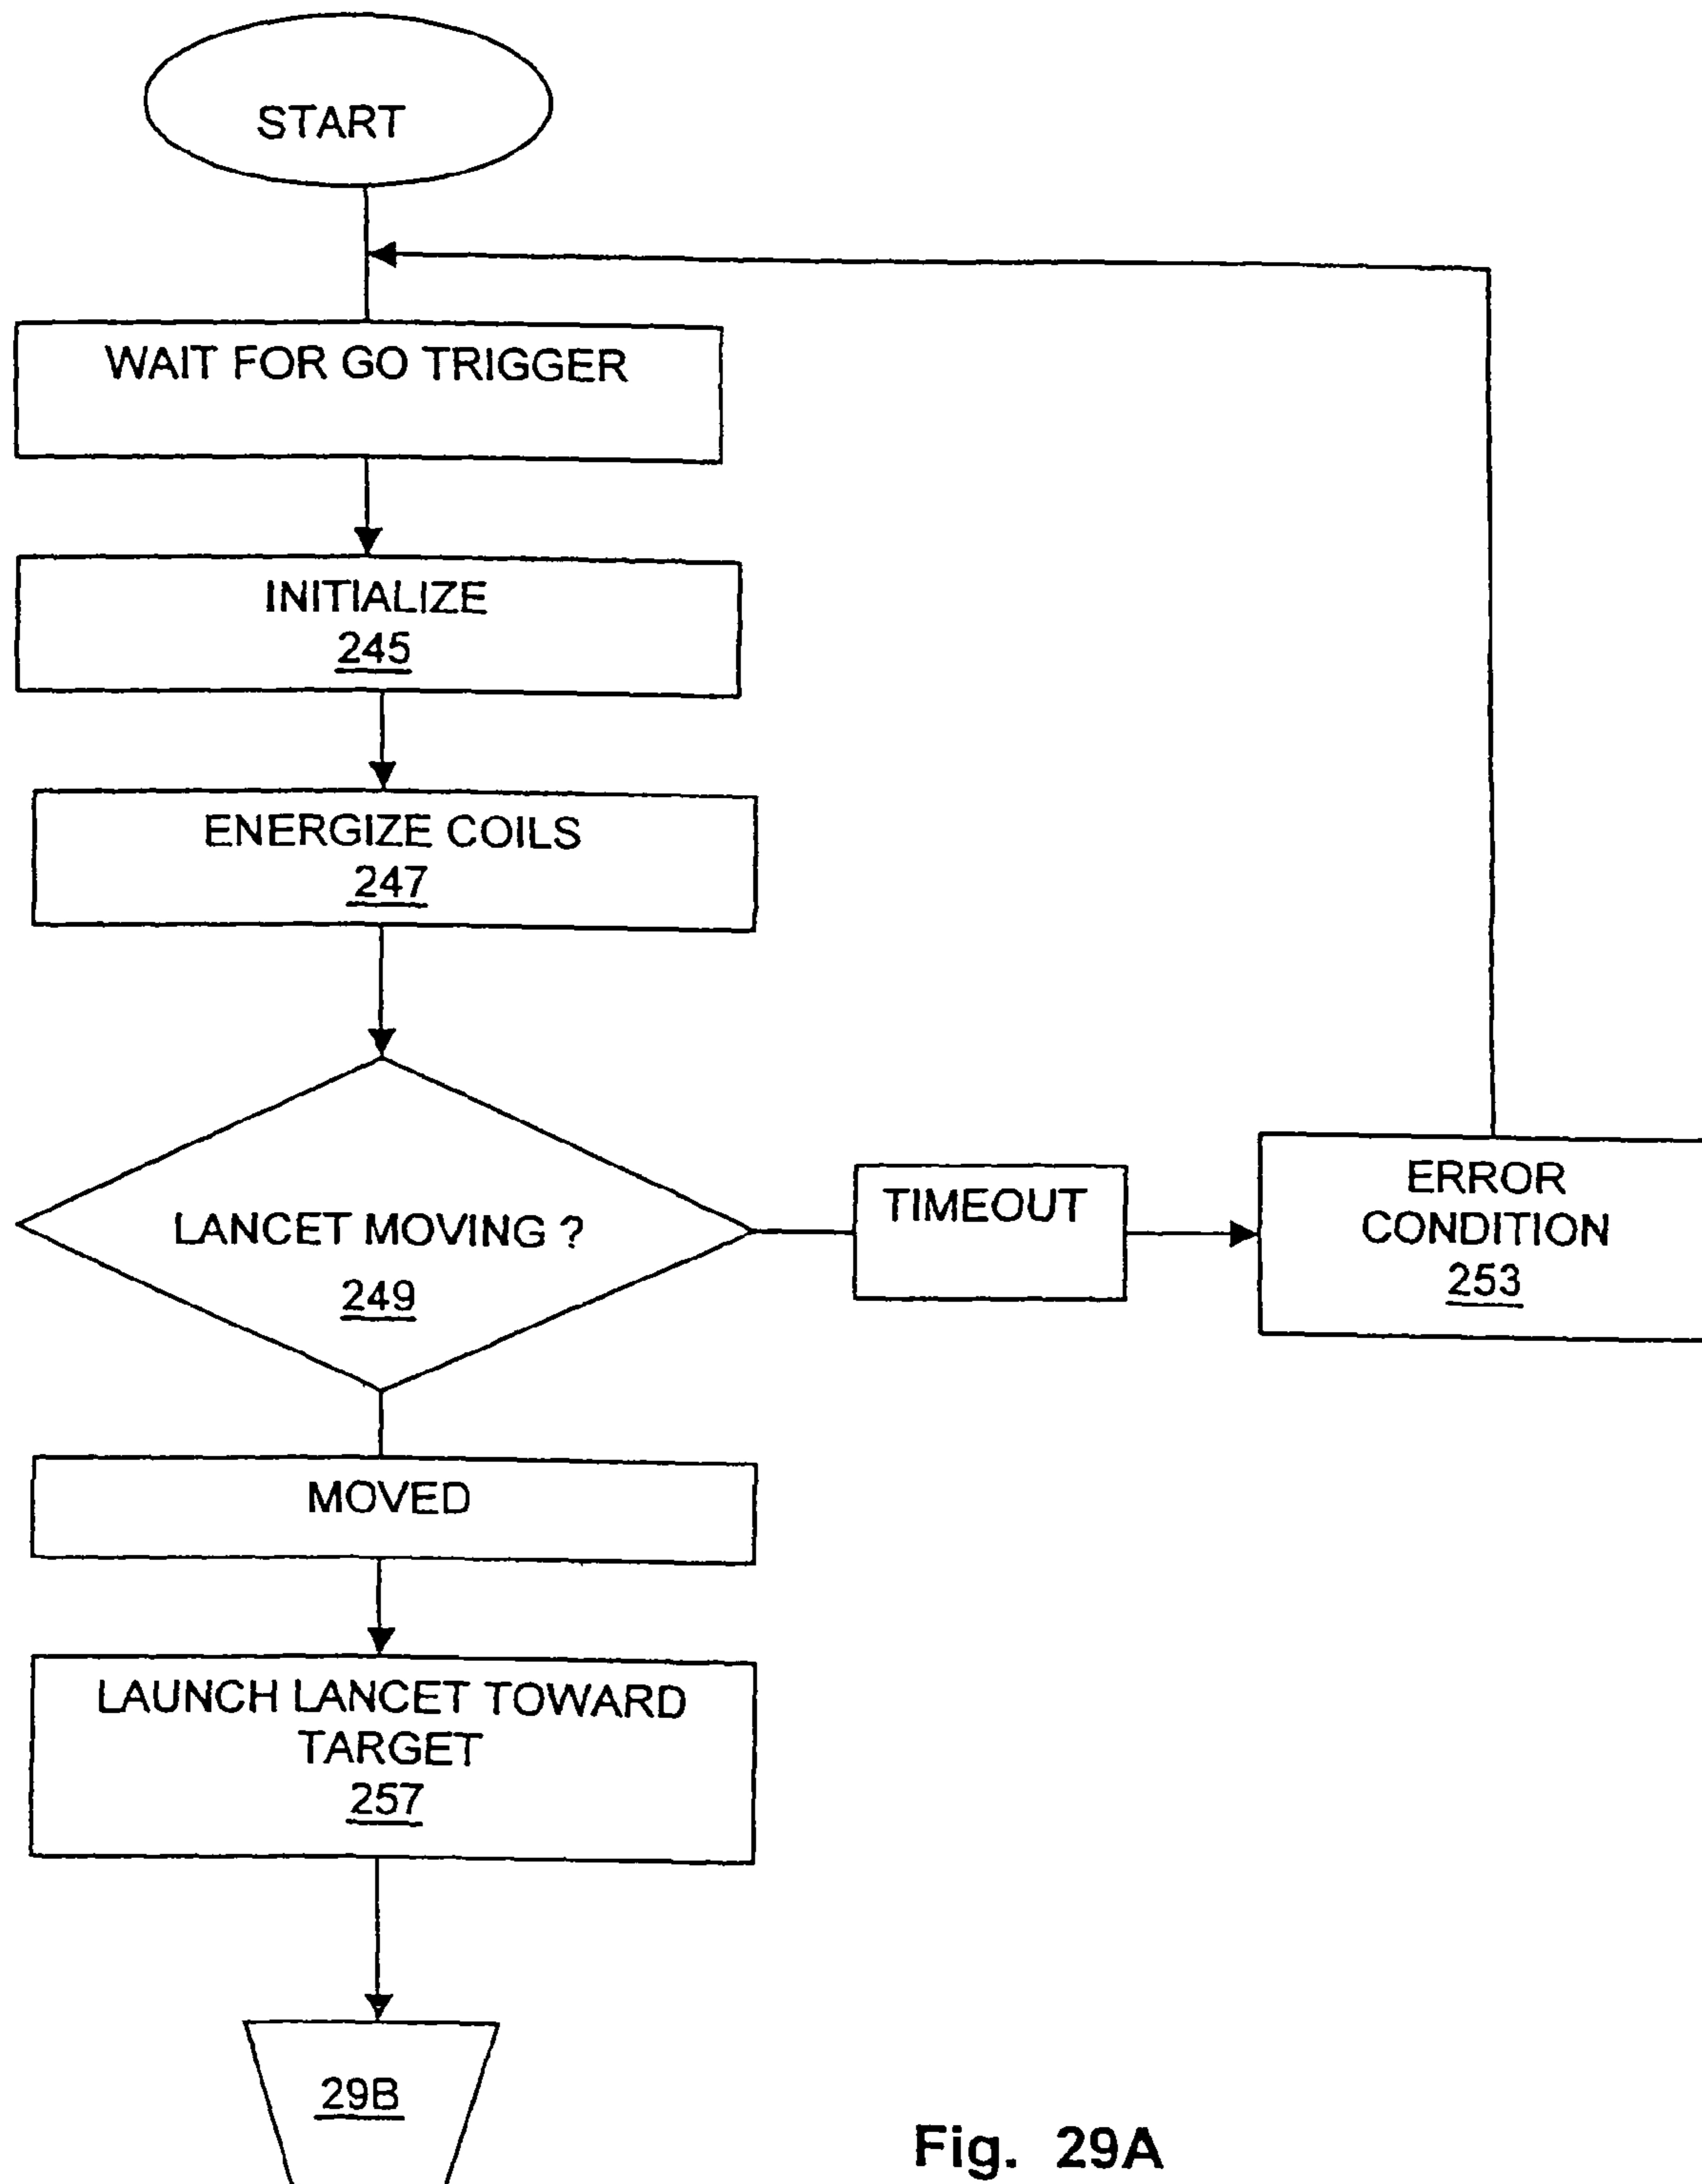 START
WAIT FOR GO TRIGGER
INITIALIZE
245
ENERGIZE COILS
247
LANCET MOVING ?
249
TIMEOUT
ERROR
CONDITION
253
MOVED
LAUNCH LANCET TOWARD
TARGET
257
29B
Fig. 29A